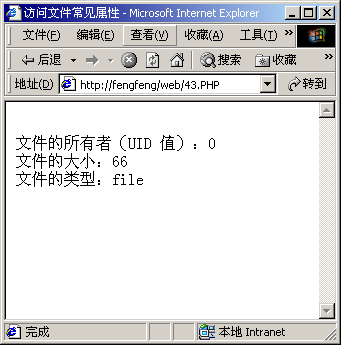 访问文件常见属性 - Microsoft Internet Explorer
文件(F) 编辑(E) 查看(V) 收藏(A) 工具(T) »
后退 » 搜索 收藏 »
地址(D) http://fengfeng/web/43.PHP 转到
文件的所有者（UID 值）：0
文件的大小：66
文件的类型：file
完成 本地 Intranet